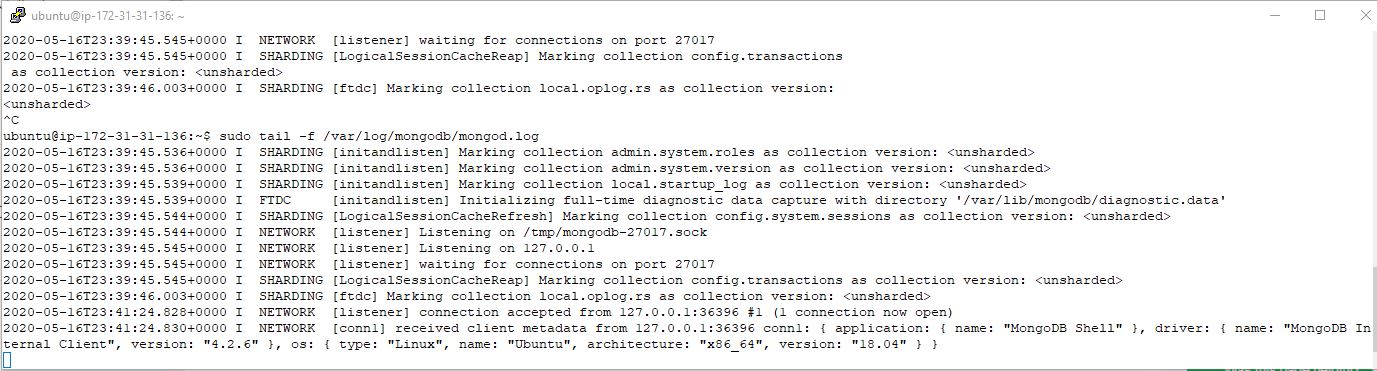 ubuntu@ip-172-31-31-136: ~
2020-05-16T23:39:45.545+0000 I  NETWORK  [listener] waiting for connections on port 27017
2020-05-16T23:39:45.545+0000 I  SHARDING [LogicalSessionCacheReap] Marking collection config.transactions
 as collection version: <unsharded>
2020-05-16T23:39:46.003+0000 I  SHARDING [ftdc] Marking collection local.oplog.rs as collection version:
<unsharded>
^C
ubuntu@ip-172-31-31-136:~$ sudo tail -f /var/log/mongodb/mongod.log
2020-05-16T23:39:45.536+0000 I  SHARDING [initandlisten] Marking collection admin.system.roles as collection version: <unsharded>
2020-05-16T23:39:45.536+0000 I  SHARDING [initandlisten] Marking collection admin.system.version as collection version: <unsharded>
2020-05-16T23:39:45.539+0000 I  SHARDING [initandlisten] Marking collection local.startup_log as collection version: <unsharded>
2020-05-16T23:39:45.539+0000 I  FTDC     [initandlisten] Initializing full-time diagnostic data capture with directory '/var/lib/mongodb/diagnostic.data'
2020-05-16T23:39:45.544+0000 I  SHARDING [LogicalSessionCacheRefresh] Marking collection config.system.sessions as collection version: <unsharded>
2020-05-16T23:39:45.544+0000 I  NETWORK  [listener] Listening on /tmp/mongodb-27017.sock
2020-05-16T23:39:45.545+0000 I  NETWORK  [listener] Listening on 127.0.0.1
2020-05-16T23:39:45.545+0000 I  NETWORK  [listener] waiting for connections on port 27017
2020-05-16T23:39:45.545+0000 I  SHARDING [LogicalSessionCacheReap] Marking collection config.transactions as collection version: <unsharded>
2020-05-16T23:39:46.003+0000 I  SHARDING [ftdc] Marking collection local.oplog.rs as collection version: <unsharded>
2020-05-16T23:41:24.828+0000 I  NETWORK  [listener] connection accepted from 127.0.0.1:36396 #1 (1 connection now open)
2020-05-16T23:41:24.830+0000 I  NETWORK  [conn1] received client metadata from 127.0.0.1:36396 conn1: { application: { name: "MongoDB Shell" }, driver: { name: "MongoDB In
ternal Client", version: "4.2.6" }, os: { type: "Linux", name: "Ubuntu", architecture: "x86_64", version: "18.04" } }